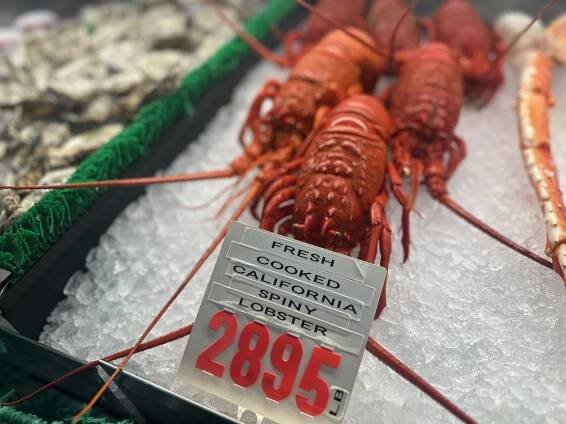 FRESH
COOKED
CALIFORNIA
SPINY
LOBSTER
2895 LB